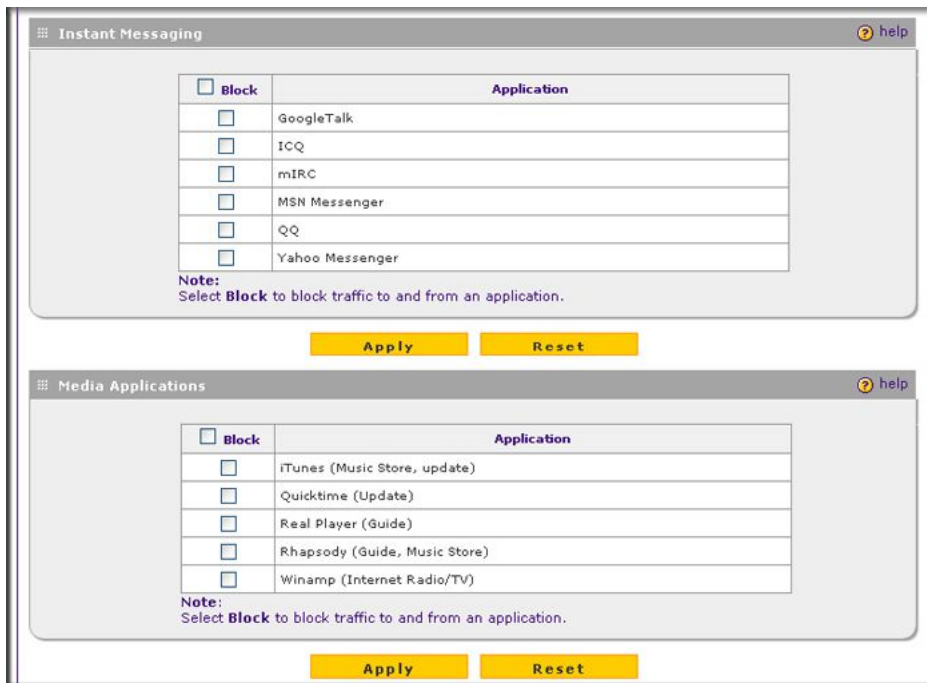 Instant Messaging
help
Block Application
GoogleTalk
ICQ
mIRC
MSN Messenger
QQ
Yahoo Messenger
Note:
Select Block to block traffic to and from an application.
Apply Reset
Media Applications
help
Block Application
iTunes (Music Store, update)
Quicktime (Update)
Real Player (Guide)
Rhapsody (Guide, Music Store)
Winamp (Internet Radio/TV)
Note:
Select Block to block traffic to and from an application.
Apply Reset